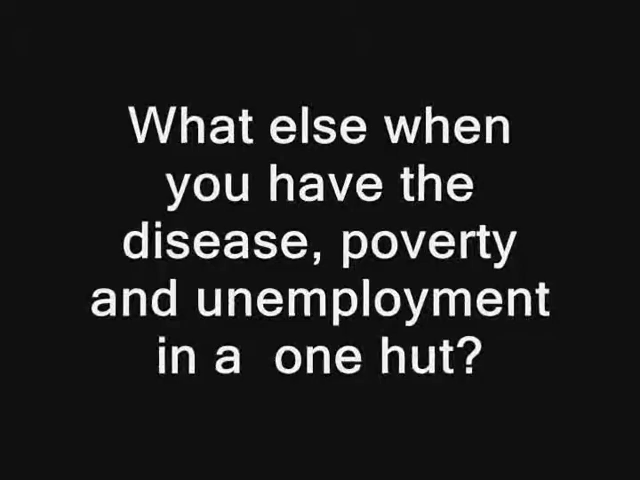 What else when
you have the
disease, poverty
and unemployment
in a  one hut?